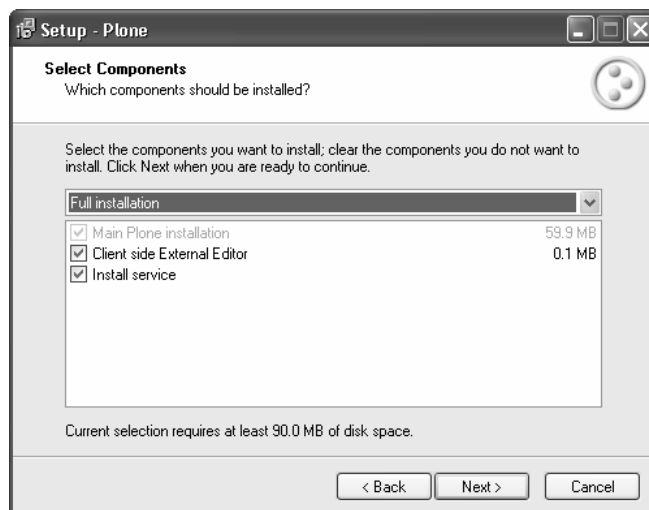 Setup - Plone
Select Components
Which components should be installed?
Select the components you want to install; clear the components you do not want to
install. Click Next when you are ready to continue.
Full installation
Main Plone installation 59.9 MB
Client side External Editor 0.1 MB
Install service
Current selection requires at least 90.0 MB of disk space.
< Back Next > Cancel